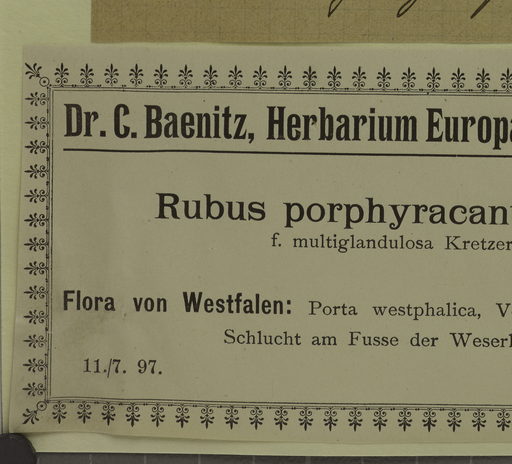 Dr. C. Baenitz, Herbarium Europ
Rubus porphyracan
f. multiglandulosa Kretzer
Flora von Westfalen: Porta westphalica, V
Schlucht am Fusse der Weser
11./7. 97.